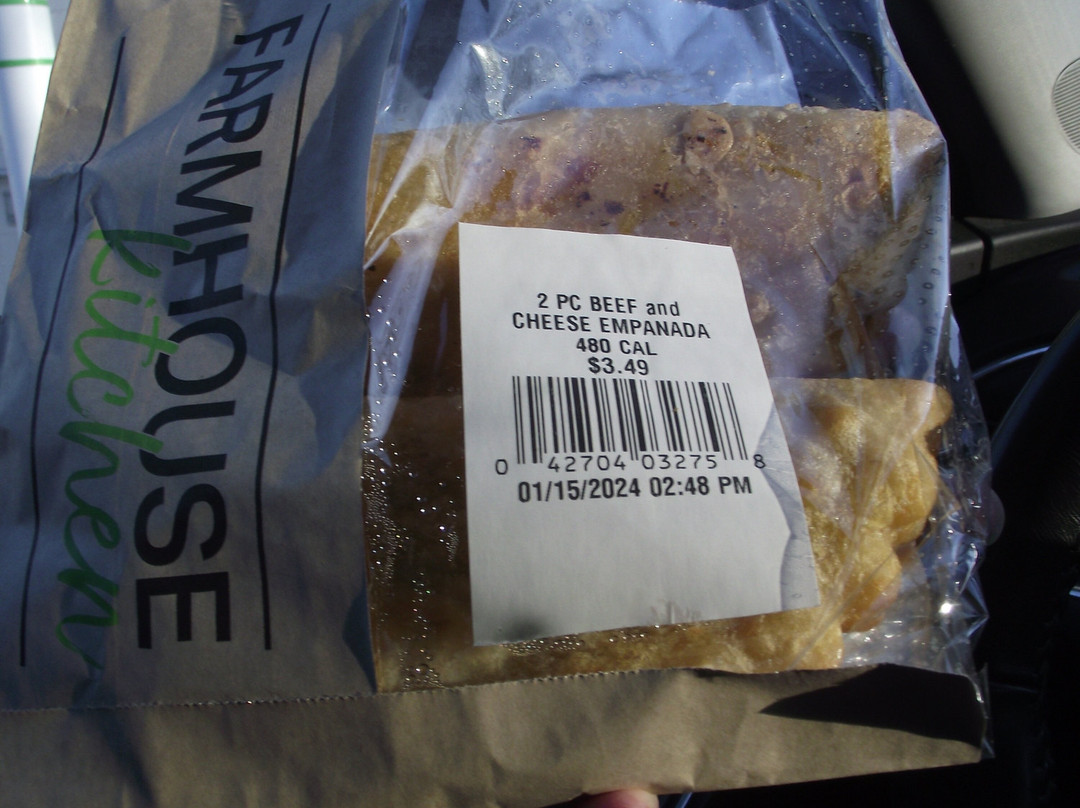 FARMHOUSE
kitchen
2 PC BEEF and
CHEESE EMPANADA
480 CAL
$3.49
0 42704 03275 8
01/15/2024 02:48 PM